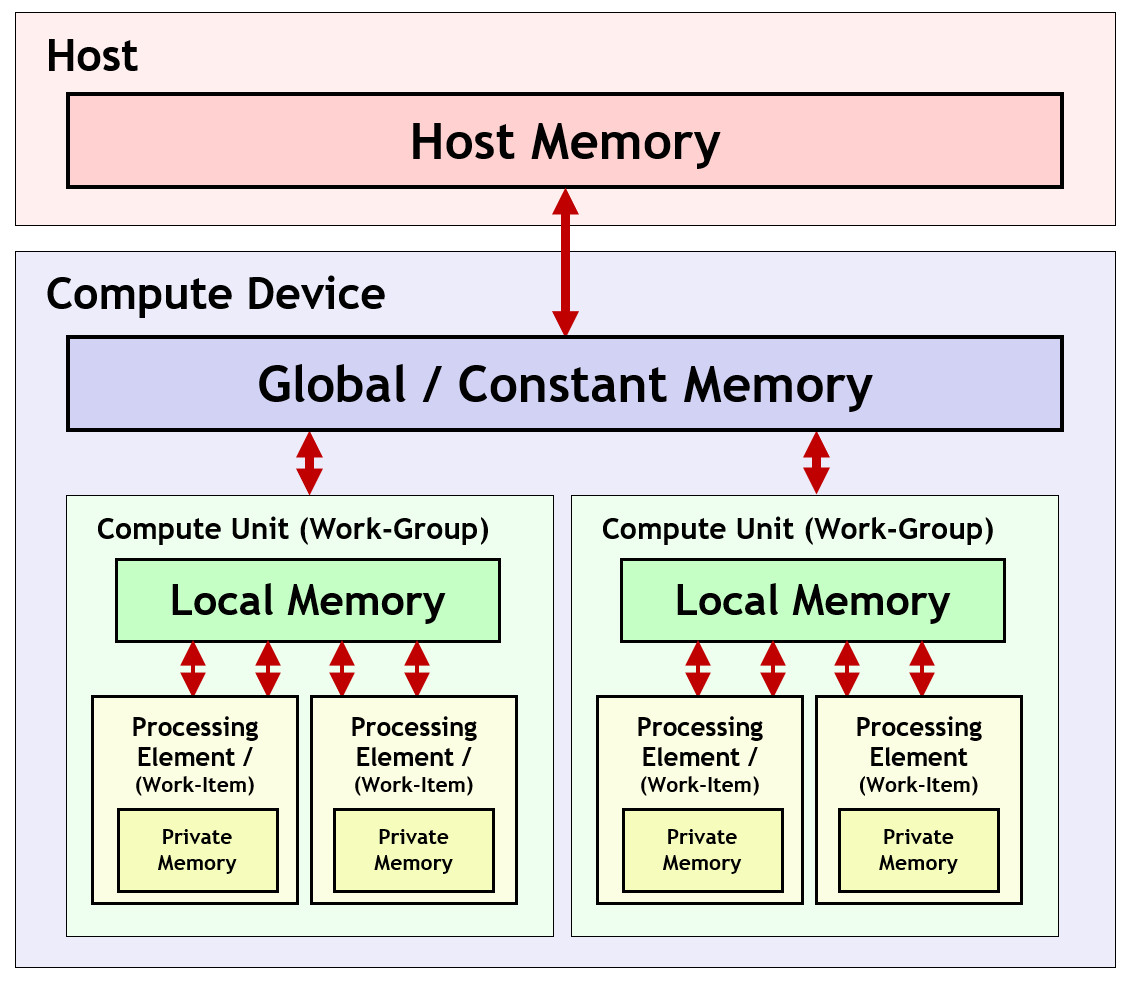 Host
Host Memory
Compute Device
Global / Constant Memory
Compute Unit (Work-Group)
Local Memory
Processing
Element /
(Work-Item)
Private
Memory
Processing
Element /
(Work-Item)
Private
Memory
Compute Unit (Work-Group)
Local Memory
Processing
Element /
(Work-Item)
Private
Memory
Processing
Element
(Work-Item)
Private
Memory